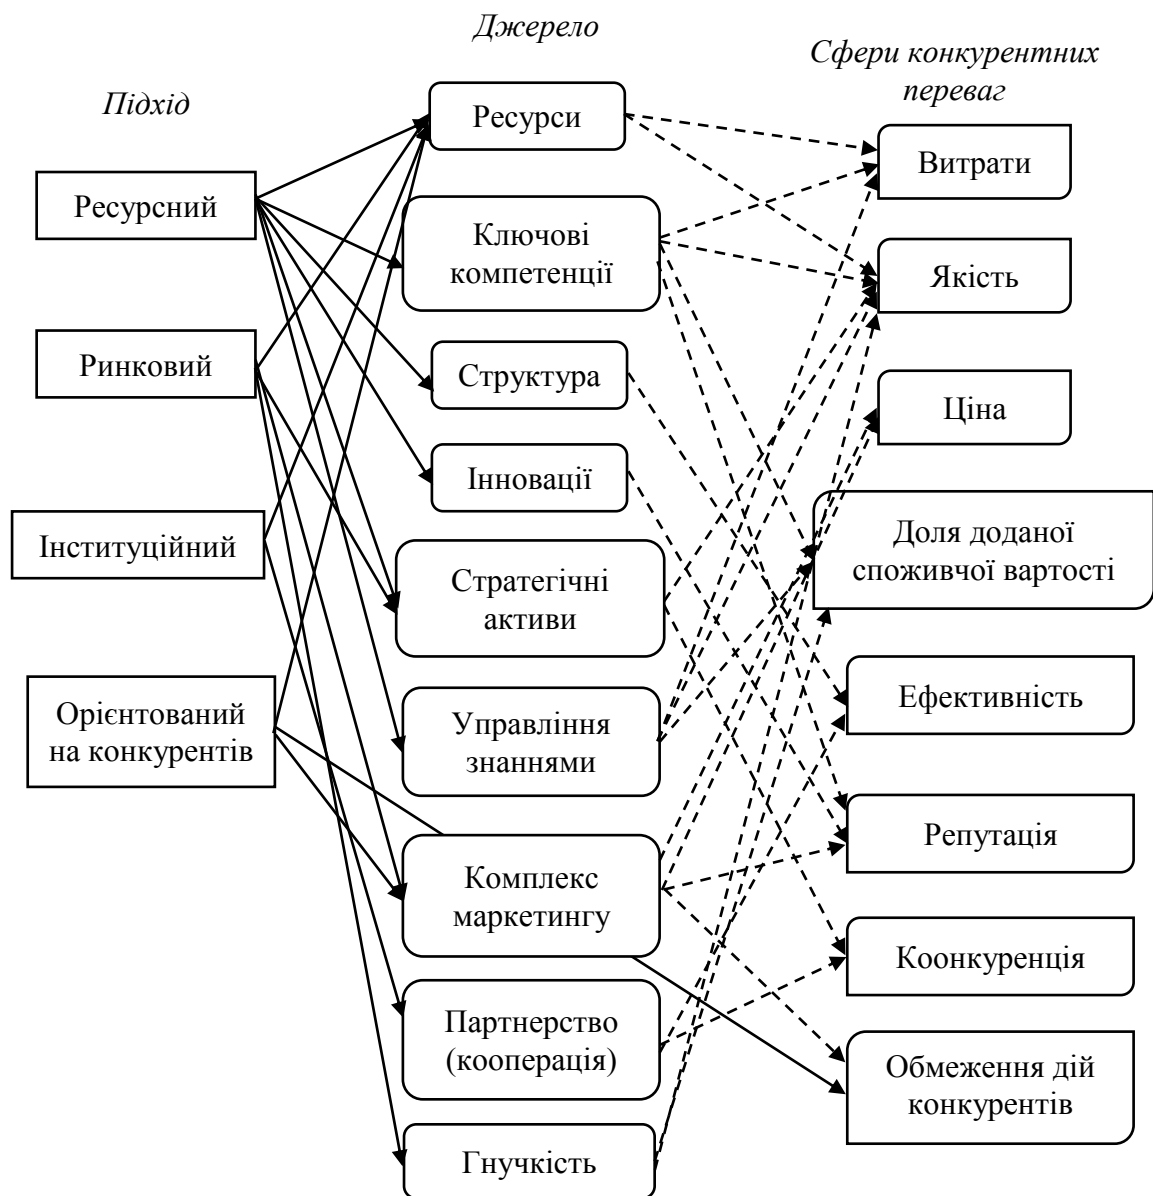 Підхід
Ресурсний
Ринковий
Інституційний
Орієнтований
на конкурентів
Джерело
Ресурси
Ключові
компетенції
Структура
Інновації
Стратегічні
активи
Управління
знаннями
Комплекс
маркетингу
Партнерство
(кооперація)
Гнучкість
Сфери конкурентних
переваг
Витрати
Якість
Ціна
Доля доданої
споживчої вартості
Ефективність
Репутація
Коонкуренція
Обмеження дій
конкурентів